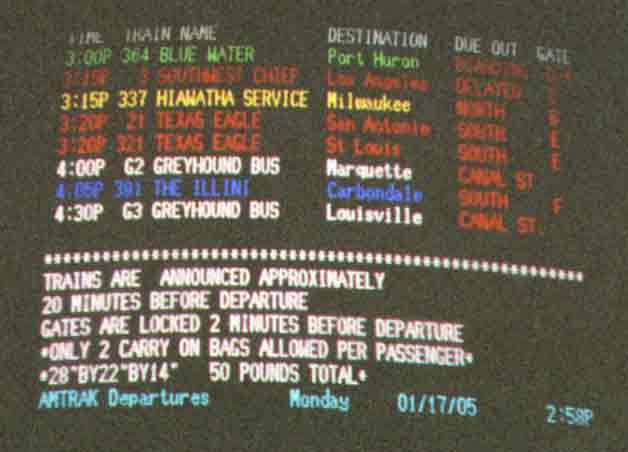 TIME TRAIN NAME DESTINATION DUE OUT GATE
3:00P 364 BLUE WATER Port Huron BOARDING
3:15P 3 SOUTHWEST CHIEF Los Angeles DELAYED
3:15P 337 HIAWATHA SERVICE Milwaukee NORTH
3:20P 21 TEXAS EAGLE San Antonio SOUTH E
3:20P 321 TEXAS EAGLE St Louis SOUTH E
4:00P G2 GREYHOUND BUS Marquette CANAL ST
4:05P 391 THE ILLINI Carbondale SOUTH F
4:30P G3 GREYHOUND BUS Louisville CANAL ST.
TRAINS ARE ANNOUNCED APPROXIMATELY
20 MINUTES BEFORE DEPARTURE
GATES ARE LOCKED 2 MINUTES BEFORE DEPARTURE
*ONLY 2 CARRY ON BAGS ALLOWED PER PASSENGER*
*28"BY22"BY14" 50 POUNDS TOTAL*
AMTRAK Departures Monday 01/17/05 2:58P